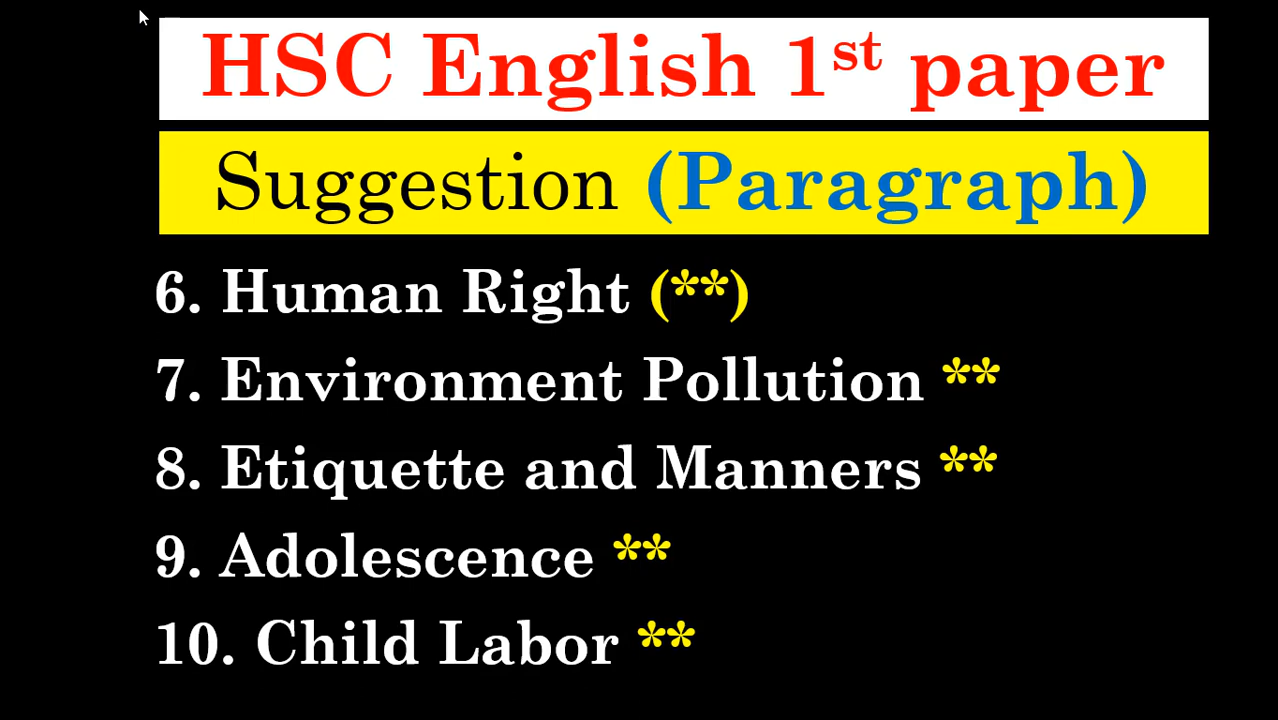 HSC English 1st paper
Suggestion (Paragraph)
6. Human Right (**)
7. Environment Pollution **
8. Etiquette and Manners **
9. Adolescence **
10. Child Labor **